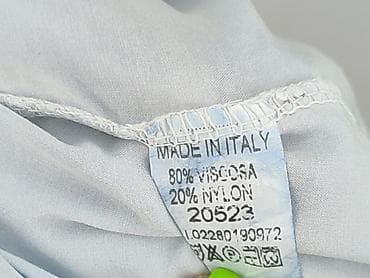 MADE IN ITALY
80% VISCOSA
20% NYLON
20523
L02280190972